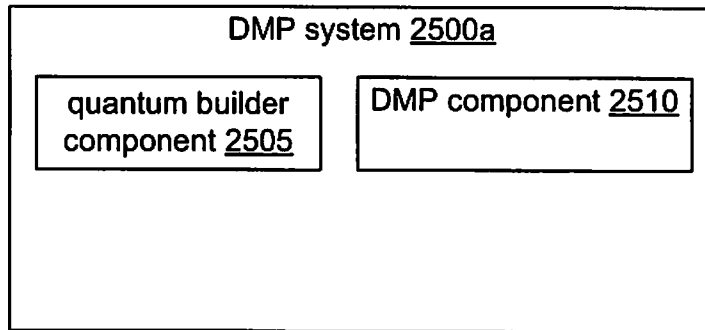 DMP system 2500a
quantum builder
component 2505
DMP component 2510